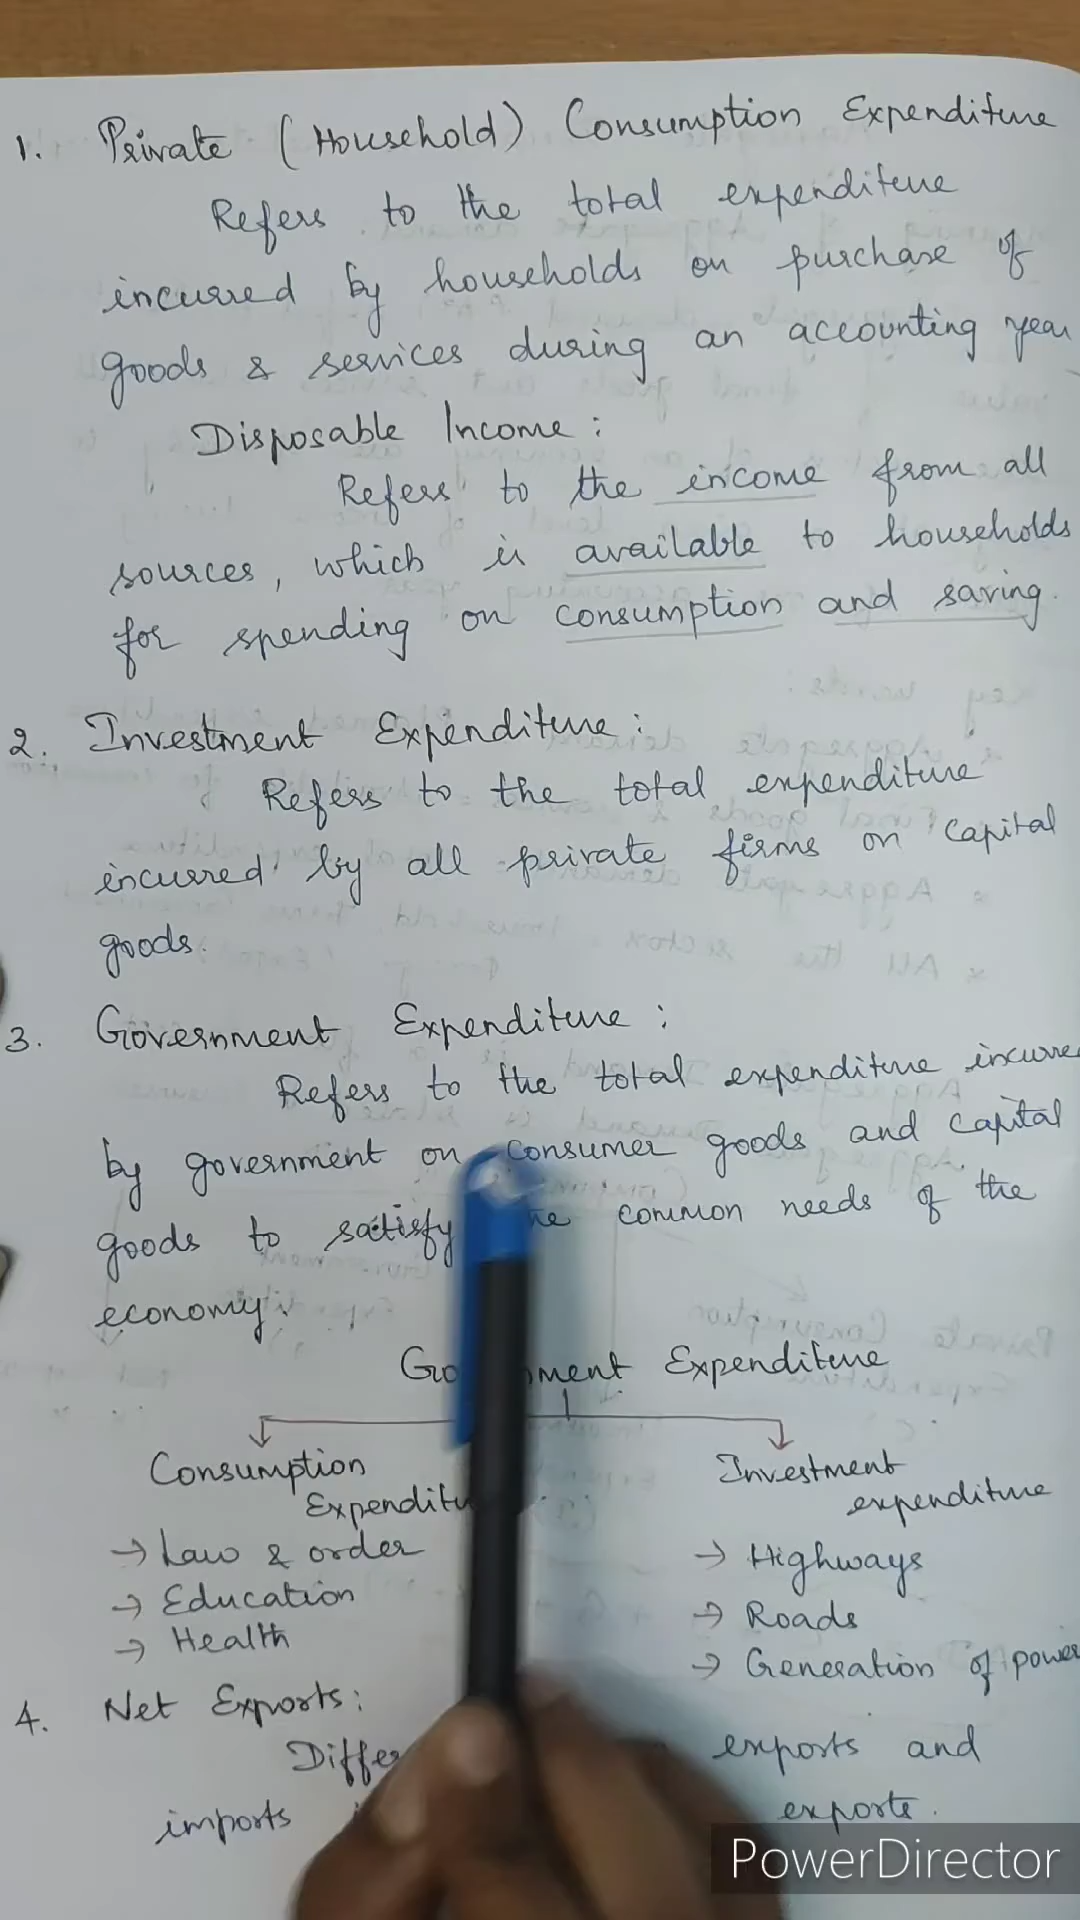 1. Private (Household) Consumption Expenditure
Refers to the total expenditure
incurred by households on purchase of
goods & services during an accounting year
Disposable Income :
Refers to the income from all
sources, which is available to households
for spending on consumption and saving.
2. Investment Expenditure :
Refers to the total expenditure
incurred by all private firms on capital
goods.
3. Government Expenditure :
Refers to the total expenditure
by government on consumer goods and capital
goods to satisfy common needs of the
economy.
Expenditure
Consumption Investment
expenditure
→ Law & order → Highways
→ Education → Roads
→ Health → Generation of power
4. Net Exports :
exports and
imports exports.
PowerDirector